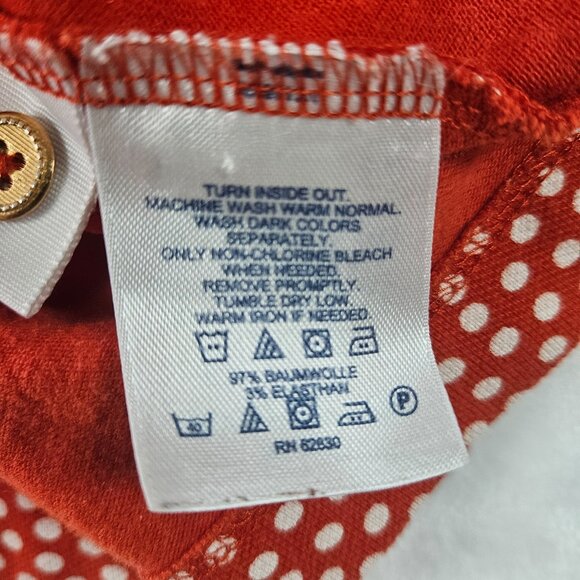 TURN INSIDE OUT.
MACHINE WASH WARM NORMAL.
WASH DARK COLORS
SEPARATELY.
ONLY NON-CHLORINE BLEACH
WHEN NEEDED.
REMOVE PROMPTLY.
TUMBLE DRY LOW.
WARM IRON IF NEEDED.
97% BAUMWOLLE
3% ELASTHAN
40 P
RN 62830